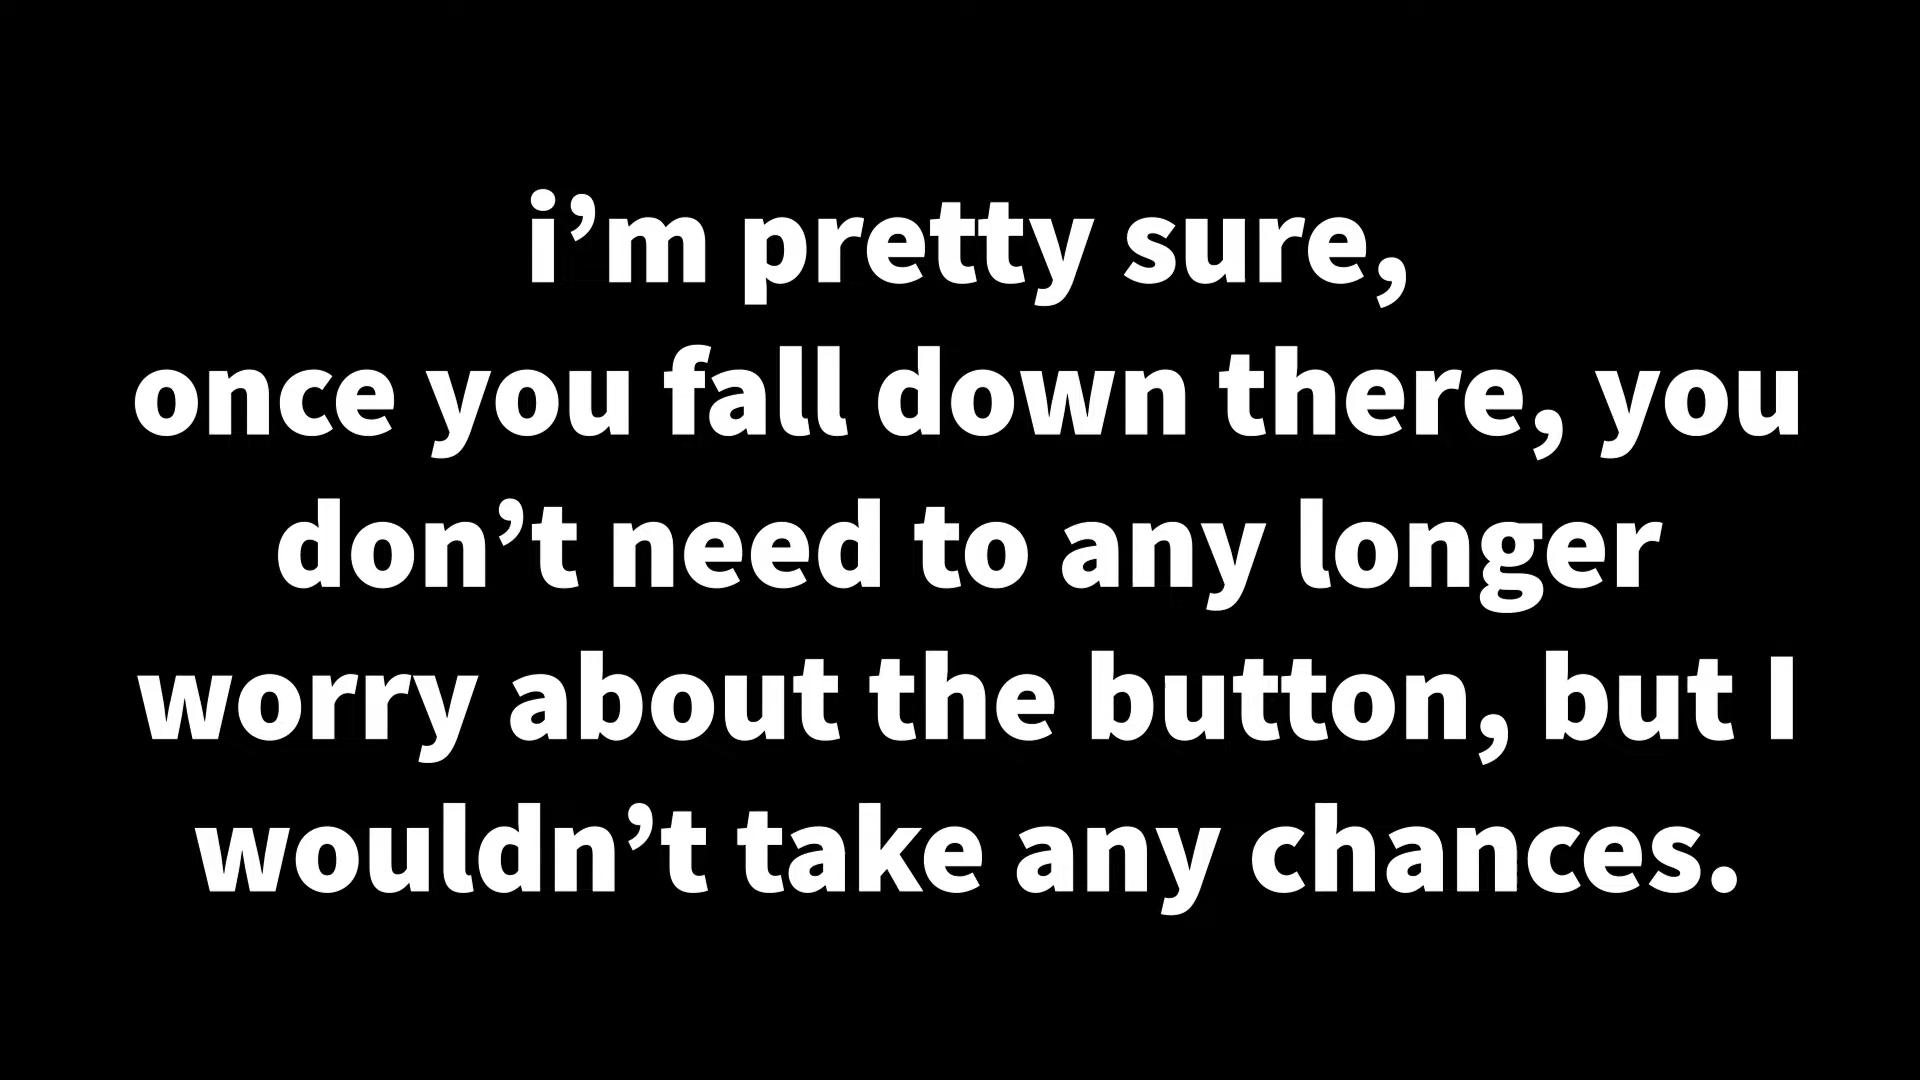 i’m pretty sure,
once you fall down there, you
don’t need to any longer
worry about the button, but I
wouldn’t take any chances.